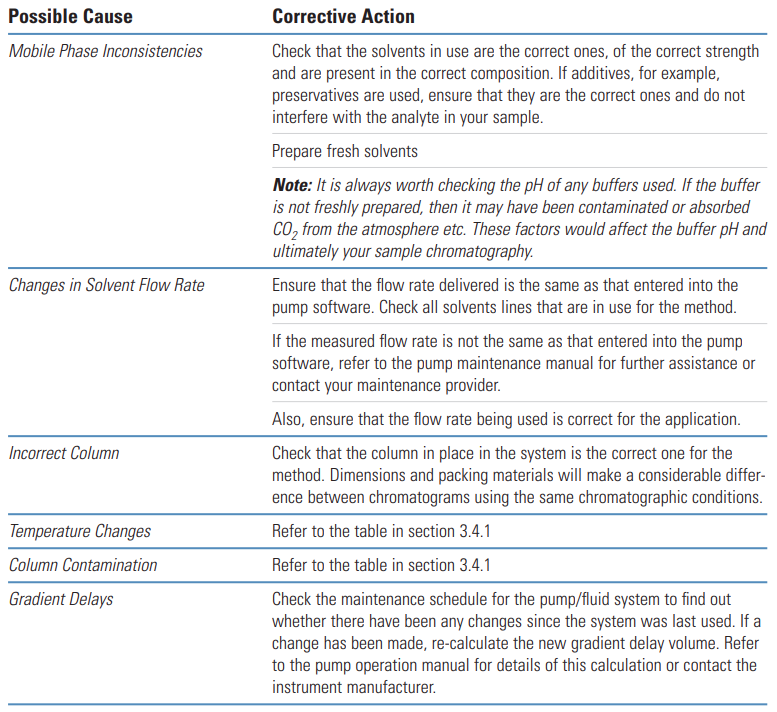 Possible Cause
Corrective Action
Mobile Phase Inconsistencies
Check that the solvents in use are the correct ones, of the correct strength
and are present in the correct composition. If additives, for example,
preservatives are used, ensure that they are the correct ones and do not
interfere with the analyte in your sample.
Prepare fresh solvents
Note: It is always worth checking the pH of any buffers used. If the buffer
is not freshly prepared, then it may have been contaminated or absorbed
CO₂ from the atmosphere etc. These factors would affect the buffer pH and
ultimately your sample chromatography.
Changes in Solvent Flow Rate
Ensure that the flow rate delivered is the same as that entered into the
pump software. Check all solvents lines that are in use for the method.
If the measured flow rate is not the same as that entered into the pump
software, refer to the pump maintenance manual for further assistance or
contact your maintenance provider.
Also, ensure that the flow rate being used is correct for the application.
Incorrect Column
Check that the column in place in the system is the correct one for the
method. Dimensions and packing materials will make a considerable differ-
ence between chromatograms using the same chromatographic conditions.
Temperature Changes
Refer to the table in section 3.4.1
Column Contamination
Refer to the table in section 3.4.1
Gradient Delays
Check the maintenance schedule for the pump/fluid system to find out
whether there have been any changes since the system was last used. If a
change has been made, re-calculate the new gradient delay volume. Refer
to the pump operation manual for details of this calculation or contact the
instrument manufacturer.